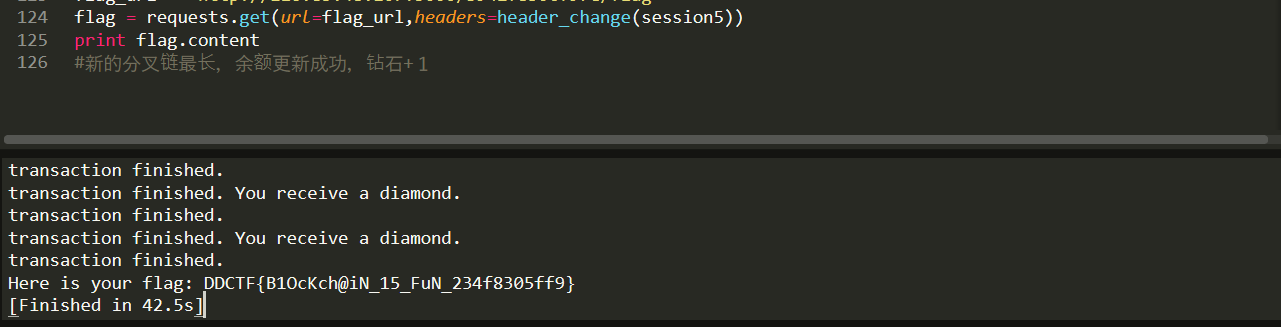 124 flag = requests.get(url=flag_url,headers=header_change(session5))
125 print flag.content
126 #新的分叉链最长, 余额更新成功, 钻石+1
transaction finished.
transaction finished. You receive a diamond.
transaction finished.
transaction finished. You receive a diamond.
transaction finished.
Here is your flag: DDCTF{B1OcKch@iN_15_FuN_234f8305ff9}
[Finished in 42.5s]